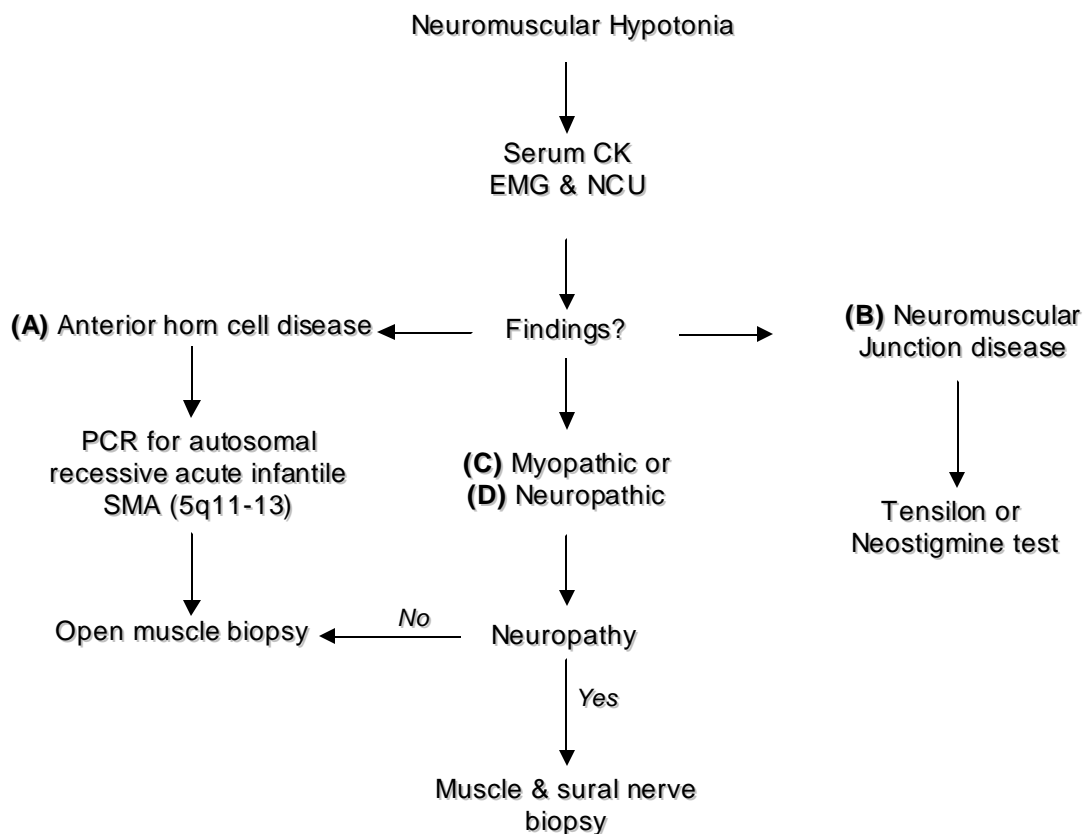 Neuromuscular Hypotonia
Serum CK
EMG & NCU
(A) Anterior horn cell disease
Findings?
(B) Neuromuscular
Junction disease
PCR for autosomal
recessive acute infantile
SMA (5q11-13)
(C) Myopathic or
(D) Neuropathic
Tensilon or
Neostigmine test
Open muscle biopsy
No
Neuropathy
Yes
Muscle & sural nerve
biopsy